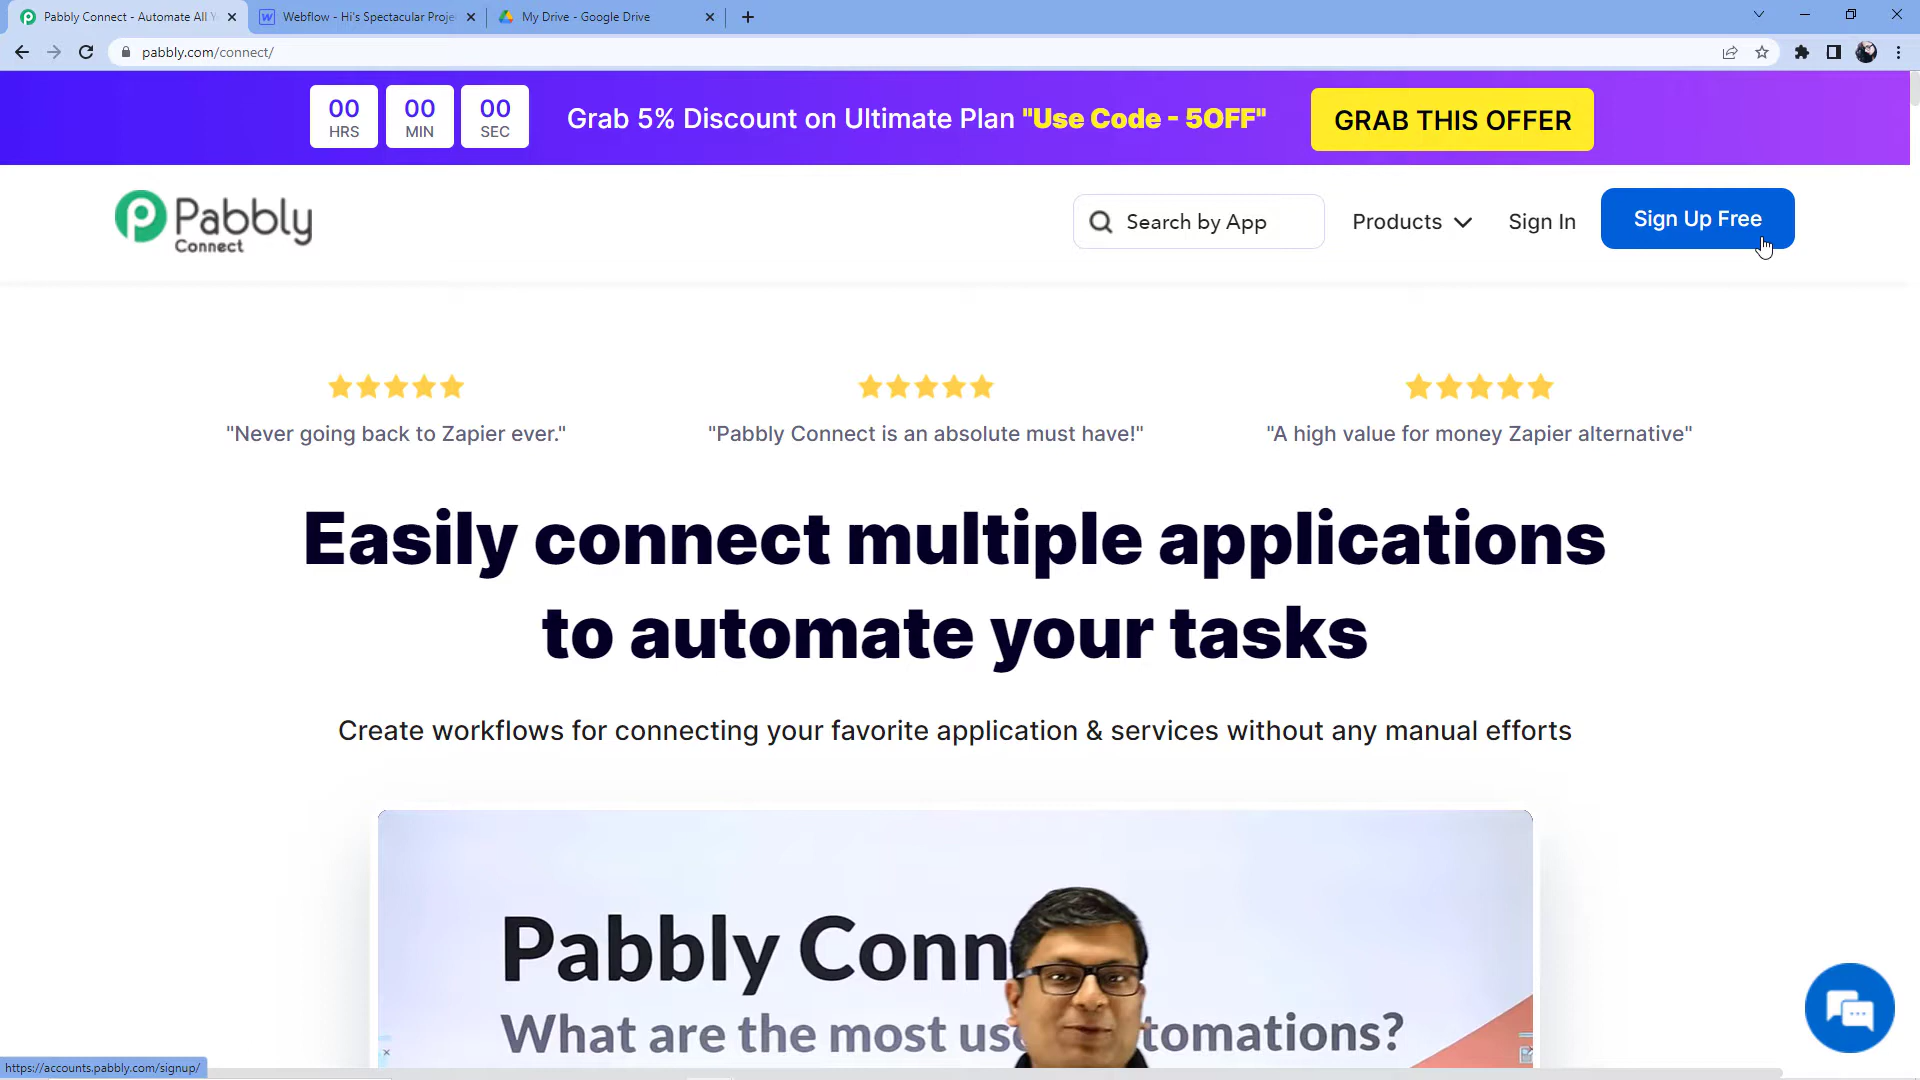 Pabbly Connect - Automate All Y
Webflow - Hi's Spectacular Proje
My Drive - Google Drive
pabbly.com/connect/
00 HRS
00 MIN
00 SEC
Grab 5% Discount on Ultimate Plan "Use Code - 5OFF"
GRAB THIS OFFER
Pabbly
Connect
Search by App
Products
Sign In
Sign Up Free
"Never going back to Zapier ever."
"Pabbly Connect is an absolute must have!"
"A high value for money Zapier alternative"
Easily connect multiple applications
to automate your tasks
Create workflows for connecting your favorite application & services without any manual efforts
Pabbly Conn
What are the most us tomations?
https://accounts.pabbly.com/signup/